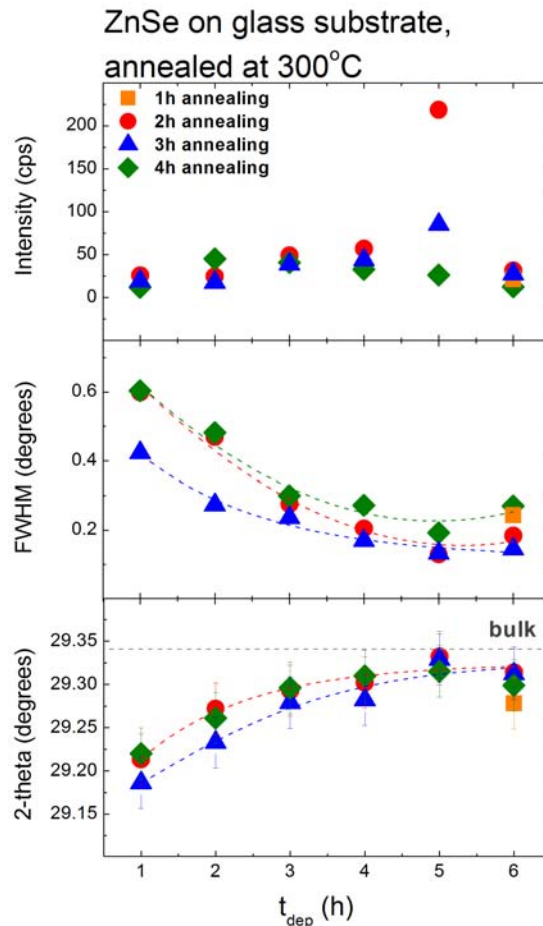 ZnSe on glass substrate,
annealed at 300°C
1h annealing
2h annealing
3h annealing
4h annealing
Intensity (cps)
200
150
100
50
0
FWHM (degrees)
0.6
0.4
0.2
bulk
2-theta (degrees)
29.35
29.30
29.25
29.20
29.15
1 2 3 4 5 6
t_dep (h)